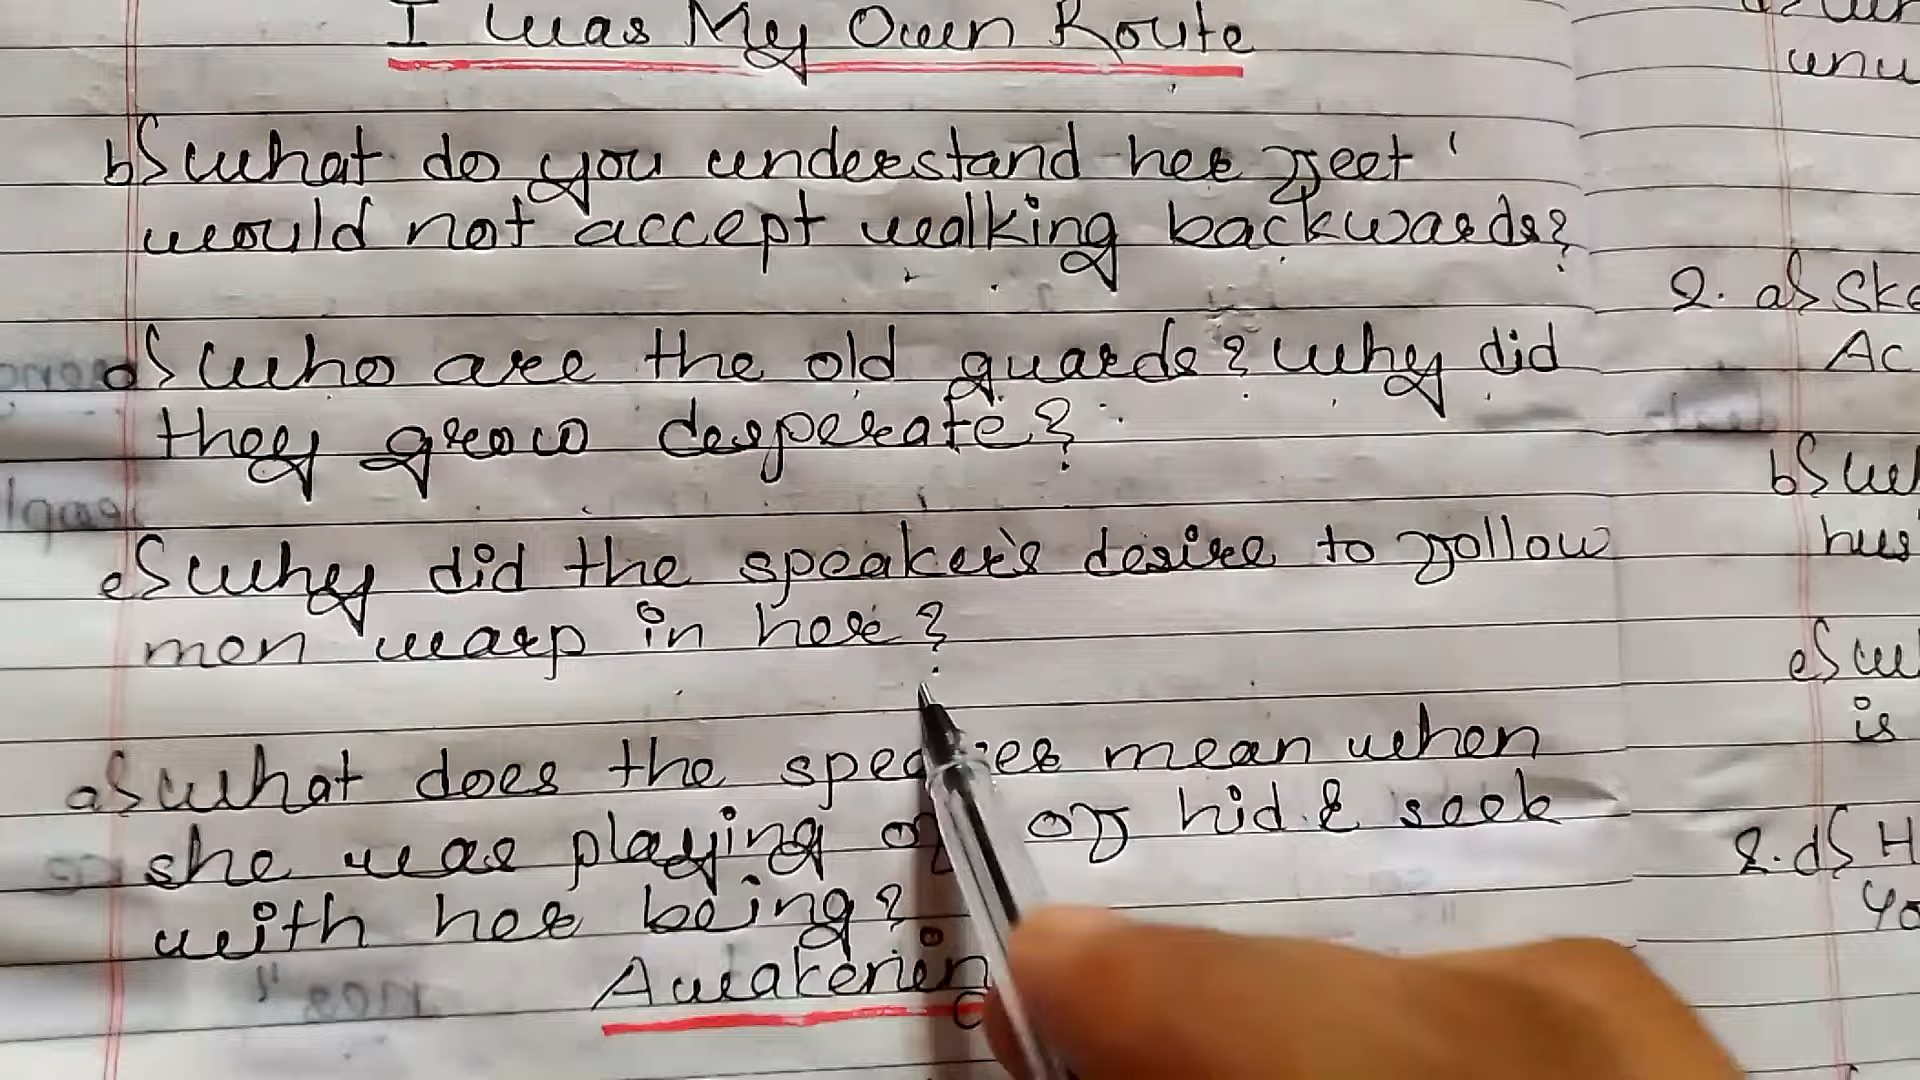 I Was My Own Route
b) What do you understand her feet '
would not accept walking backwards?
d) Who are the old guards? Why did
they grow desperate?
e) Why did the speaker's desire to follow
men warp in her?
a) What does the speaker mean when
she was playing of hid & seek
with her being?
unu
2. a)
Ac
b)
e)
is
2. d) H
Yo